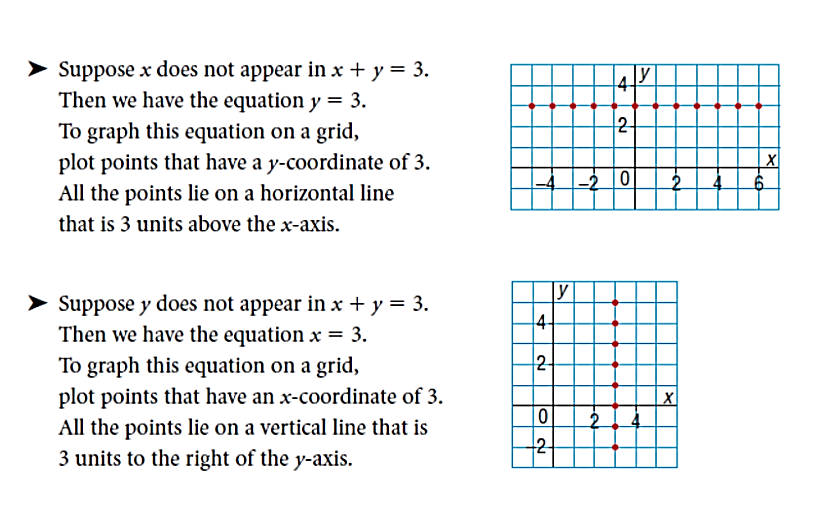 ➤ Suppose x does not appear in x + y = 3.
Then we have the equation y = 3.
To graph this equation on a grid,
plot points that have a y-coordinate of 3.
All the points lie on a horizontal line
that is 3 units above the x-axis.
y
4
2
x
–4 –2 0 2 4 6
➤ Suppose y does not appear in x + y = 3.
Then we have the equation x = 3.
To graph this equation on a grid,
plot points that have an x-coordinate of 3.
All the points lie on a vertical line that is
3 units to the right of the y-axis.
y
4
2
x
0 2 4
–2